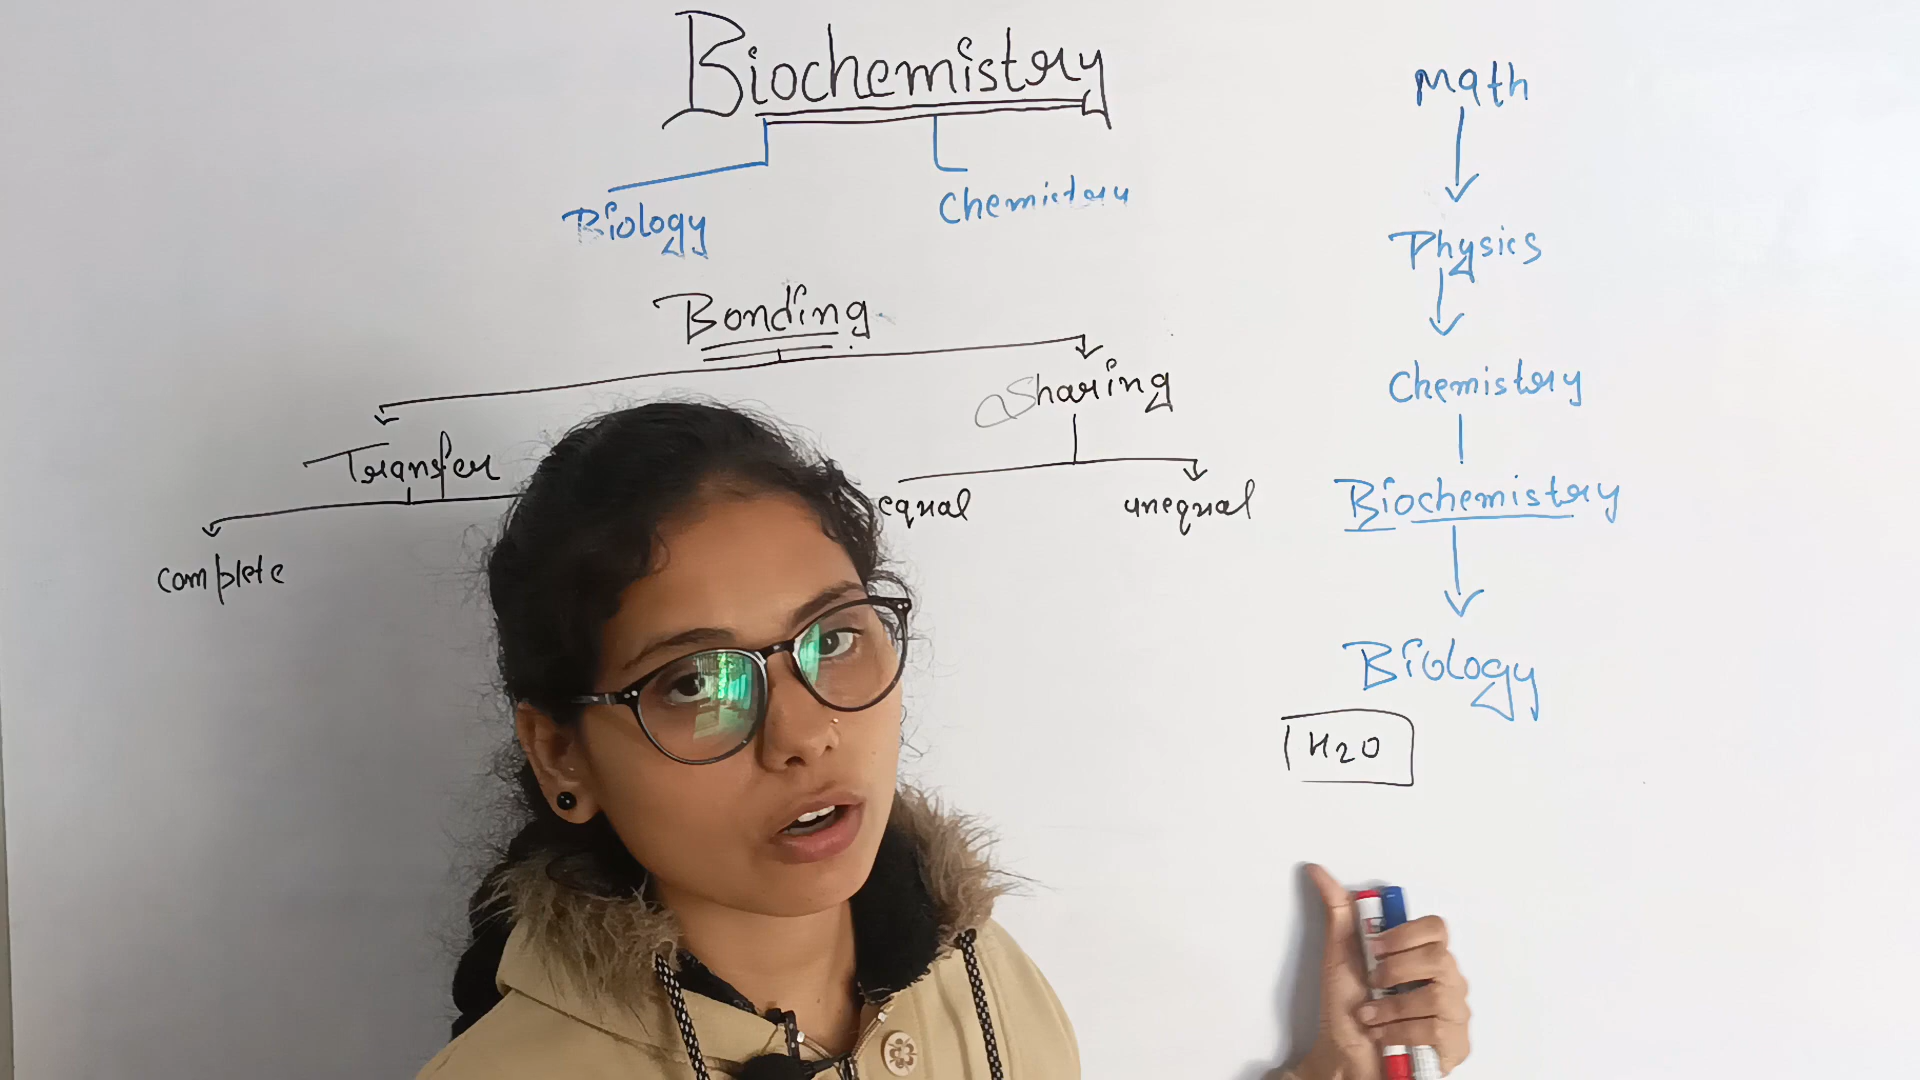 Biochemistry
Biology
Chemistry
Bonding
Transfer
Sharing
complete
equal
unequal
Math
Physics
Chemistry
Biochemistry
Biology
H2O